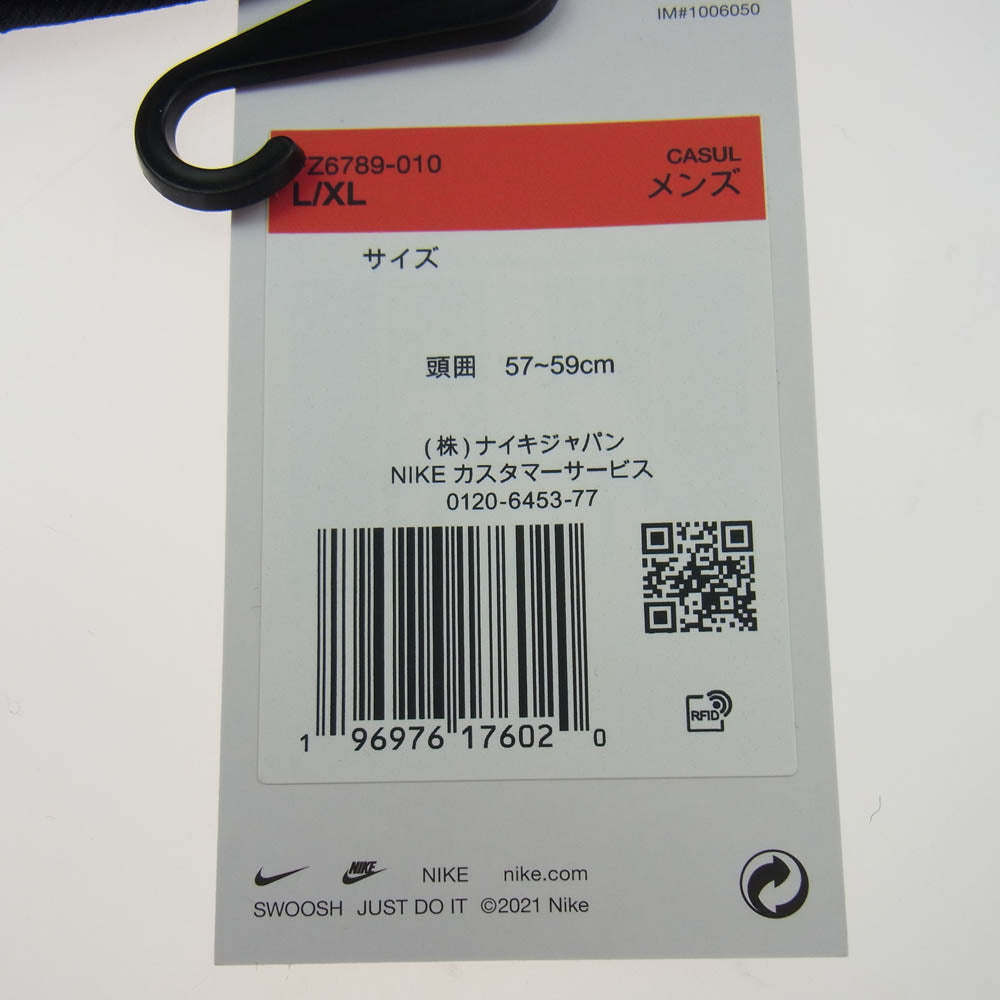 IM#1006050
Z6789-010
CASUL
L/XL
メンズ
サイズ
頭囲 57~59cm
(株)ナイキジャパン
NIKE カスタマーサービス
0120-6453-77
1 96976 17602 0
RFID
NIKE NIKE nike.com
SWOOSH JUST DO IT ©2021 Nike